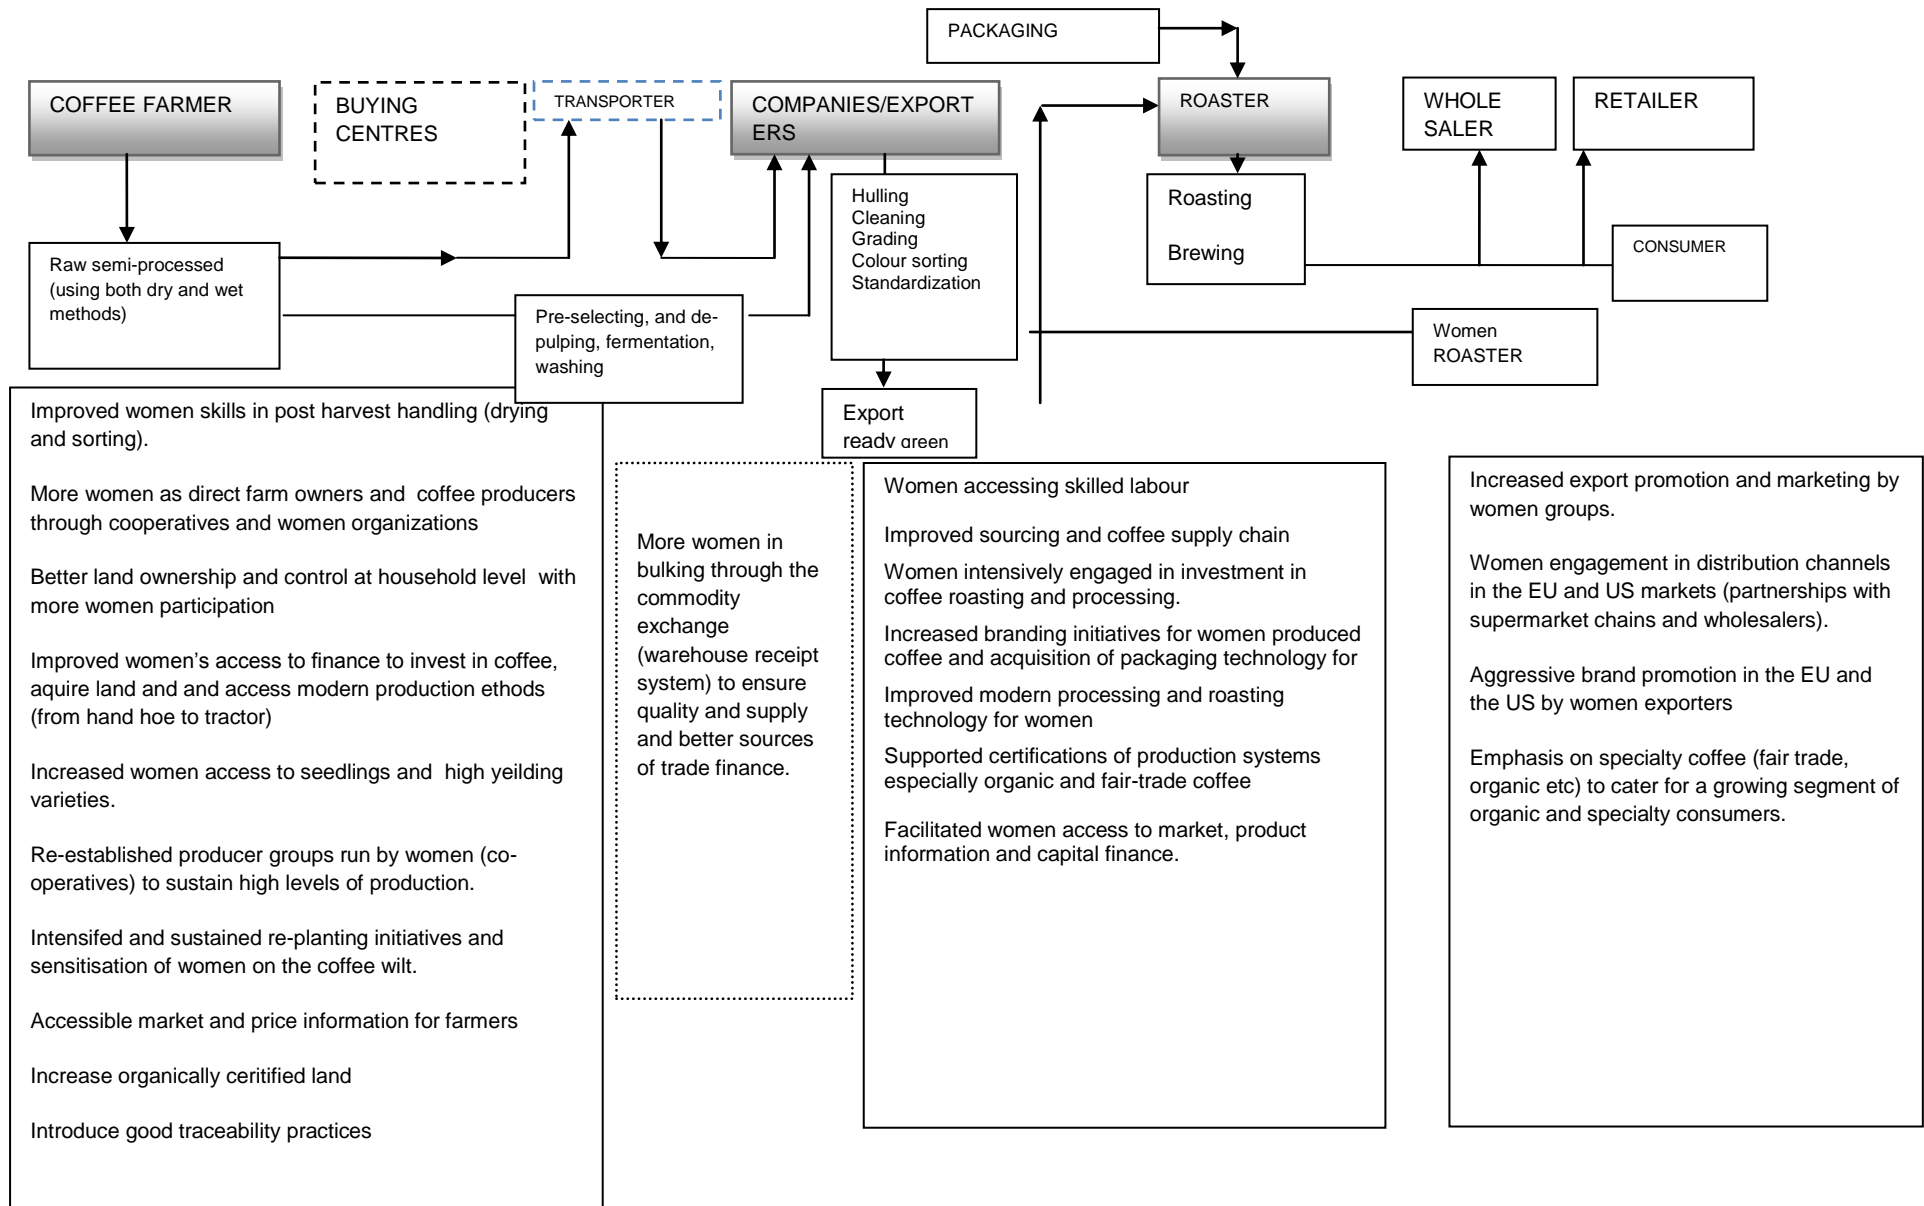 PACKAGING
COFFEE FARMER
BUYING
CENTRES
TRANSPORTER
COMPANIES/EXPORT
ERS
ROASTER
WHOLE
SALER
RETAILER
Raw semi-processed
(using both dry and wet
methods)
Pre-selecting, and de-
pulping, fermentation,
washing
Hulling
Cleaning
Grading
Colour sorting
Standardization
Export
ready green
Roasting
Brewing
CONSUMER
Women
ROASTER
Improved women skills in post harvest handling (drying
and sorting).
More women as direct farm owners and  coffee producers
through cooperatives and women organizations
Better land ownership and control at household level  with
more women participation
Improved women’s access to finance to invest in coffee,
aquire land and and access modern production ethods
(from hand hoe to tractor)
Increased women access to seedlings and  high yeilding
varieties.
Re-established producer groups run by women (co-
operatives) to sustain high levels of production.
Intensifed and sustained re-planting initiatives and
sensitisation of women on the coffee wilt.
Accessible market and price information for farmers
Increase organically ceritified land
Introduce good traceability practices
More women in
bulking through the
commodity
exchange
(warehouse receipt
system) to ensure
quality and supply
and better sources
of trade finance.
Women accessing skilled labour
Improved sourcing and coffee supply chain
Women intensively engaged in investment in
coffee roasting and processing.
Increased branding initiatives for women produced
coffee and acquisition of packaging technology for
Improved modern processing and roasting
technology for women
Supported certifications of production systems
especially organic and fair-trade coffee
Facilitated women access to market, product
information and capital finance.
Increased export promotion and marketing by
women groups.
Women engagement in distribution channels
in the EU and US markets (partnerships with
supermarket chains and wholesalers).
Aggressive brand promotion in the EU and
the US by women exporters
Emphasis on specialty coffee (fair trade,
organic etc) to cater for a growing segment of
organic and specialty consumers.